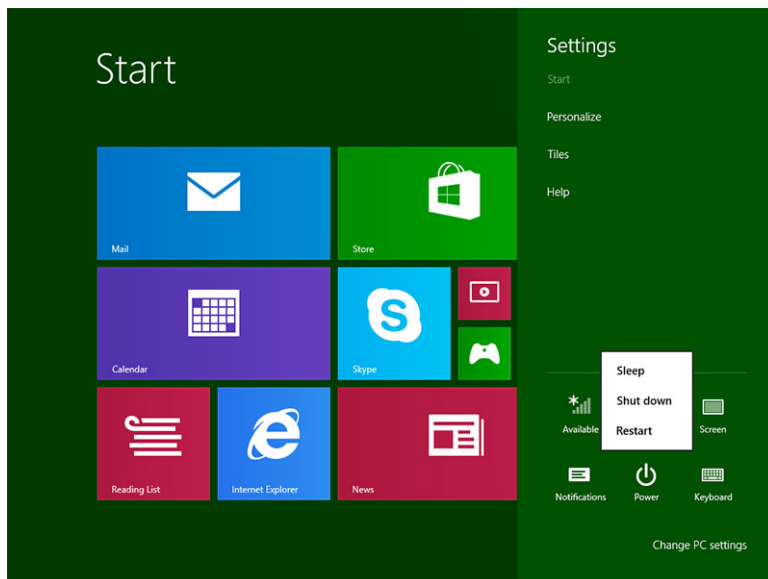 Start
Settings
Start
Personalize
Tiles
Help
Mail
Store
Calendar
Skype
Reading List
Internet Explorer
News
Sleep
Shut down
Restart
Available
Screen
Notifications
Power
Keyboard
Change PC settings